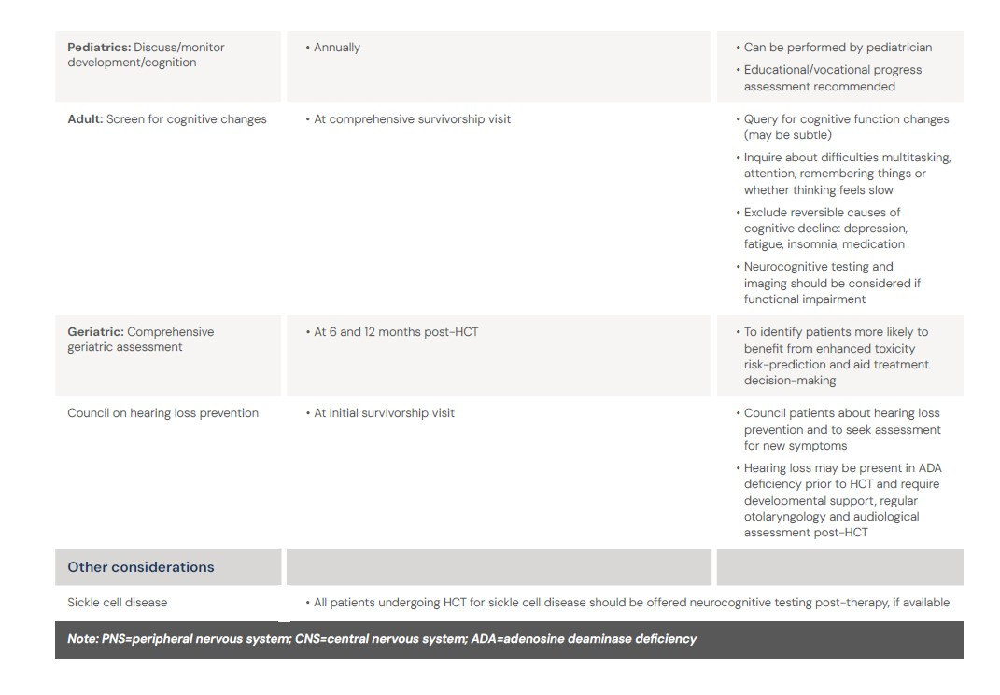 Pediatrics: Discuss/monitor
development/cognition
• Annually
• Can be performed by pediatrician
• Educational/vocational progress
assessment recommended
Adult: Screen for cognitive changes
• At comprehensive survivorship visit
• Query for cognitive function changes
(may be subtle)
• Inquire about difficulties multitasking,
attention, remembering things or
whether thinking feels slow
• Exclude reversible causes of
cognitive decline: depression,
fatigue, insomnia, medication
• Neurocognitive testing and
imaging should be considered if
functional impairment
Geriatric: Comprehensive
geriatric assessment
• At 6 and 12 months post-HCT
• To identify patients more likely to
benefit from enhanced toxicity
risk-prediction and aid treatment
decision-making
Council on hearing loss prevention
• At initial survivorship visit
• Council patients about hearing loss
prevention and to seek assessment
for new symptoms
• Hearing loss may be present in ADA
deficiency prior to HCT and require
developmental support, regular
otolaryngology and audiological
assessment post-HCT
Other considerations
Sickle cell disease
• All patients undergoing HCT for sickle cell disease should be offered neurocognitive testing post-therapy, if available
Note: PNS=peripheral nervous system; CNS=central nervous system; ADA=adenosine deaminase deficiency